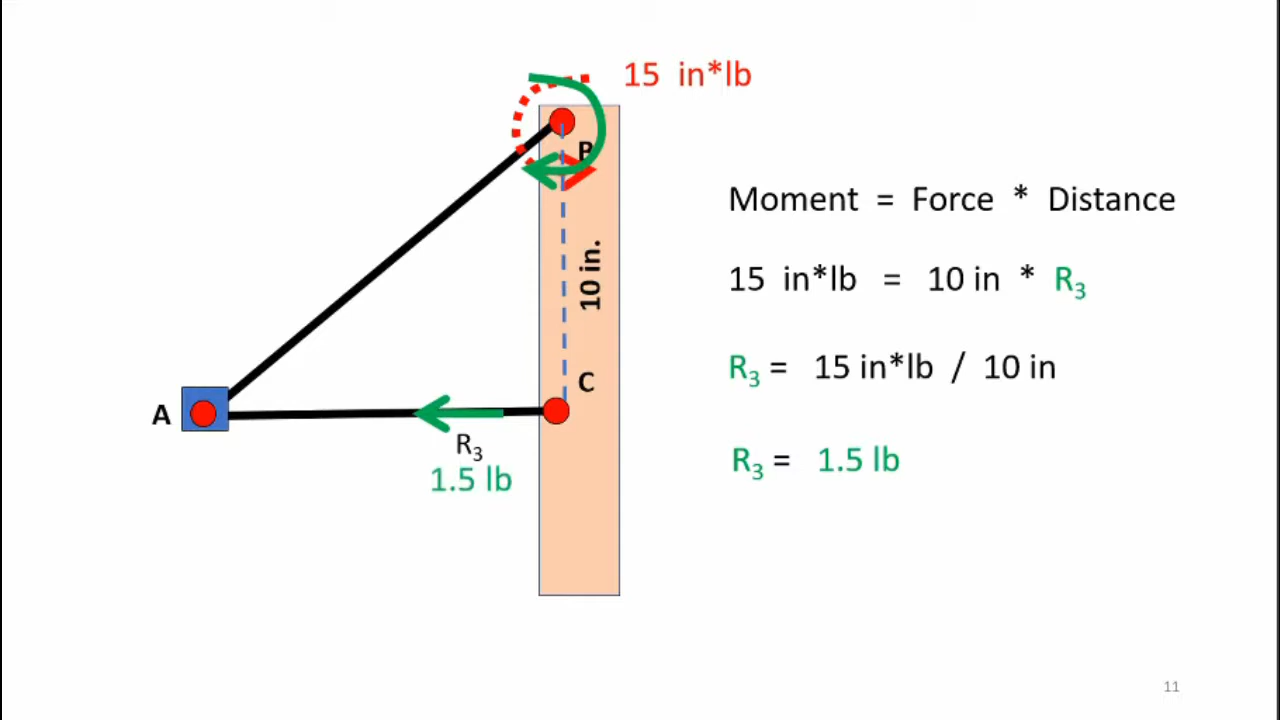 15 in*lb
B
Moment = Force * Distance
10 in.
15 in*lb = 10 in * R₃
R₃ = 15 in*lb / 10 in
C
A
R₃
1.5 lb
R₃ = 1.5 lb
11